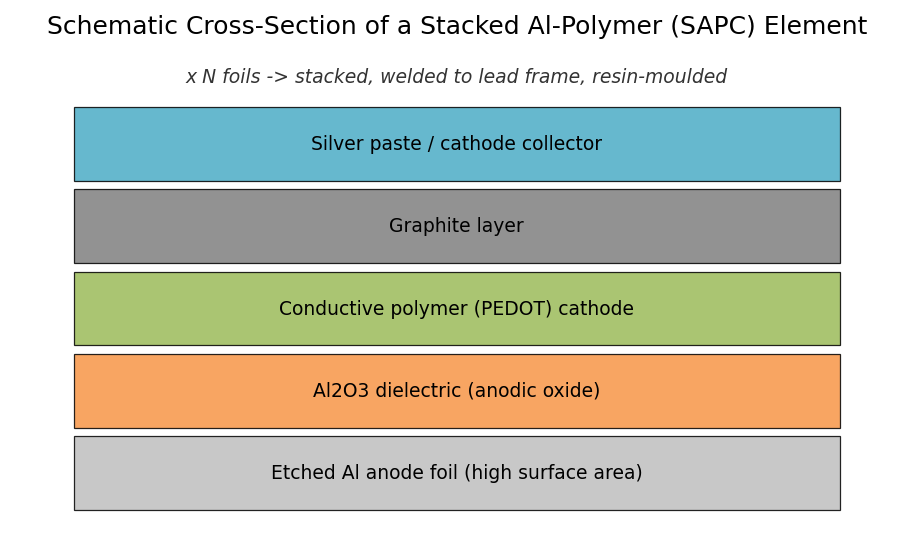 Schematic Cross-Section of a Stacked Al-Polymer (SAPC) Element
x N foils -> stacked, welded to lead frame, resin-moulded
Silver paste / cathode collector
Graphite layer
Conductive polymer (PEDOT) cathode
Al2O3 dielectric (anodic oxide)
Etched Al anode foil (high surface area)